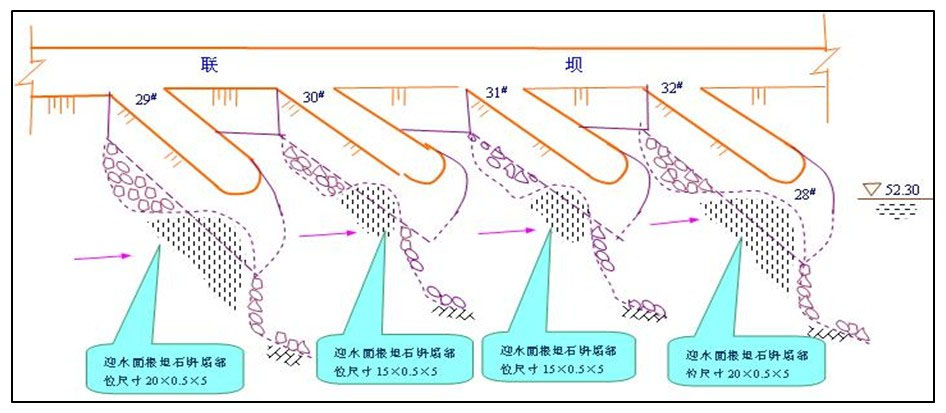 联 坝
29# 30# 31# 32#
28#
52.30
迎水面根坦石坍塌部
位尺寸 20×0.5×5
迎水面根坦石坍塌部
位尺寸 15×0.5×5
迎水面根坦石坍塌部
位尺寸 15×0.5×5
迎水面根坦石坍塌部
位尺寸 20×0.5×5